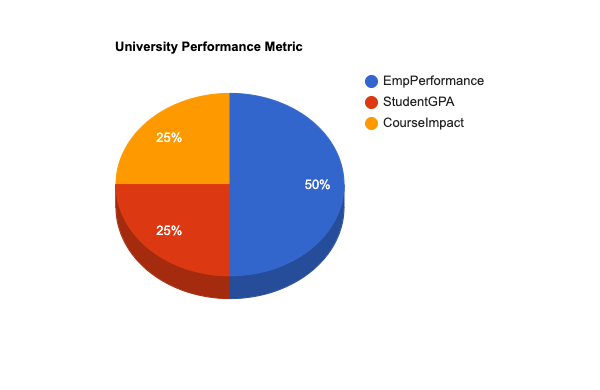 University Performance Metric
EmpPerformance
StudentGPA
CourseImpact
25%
50%
25%